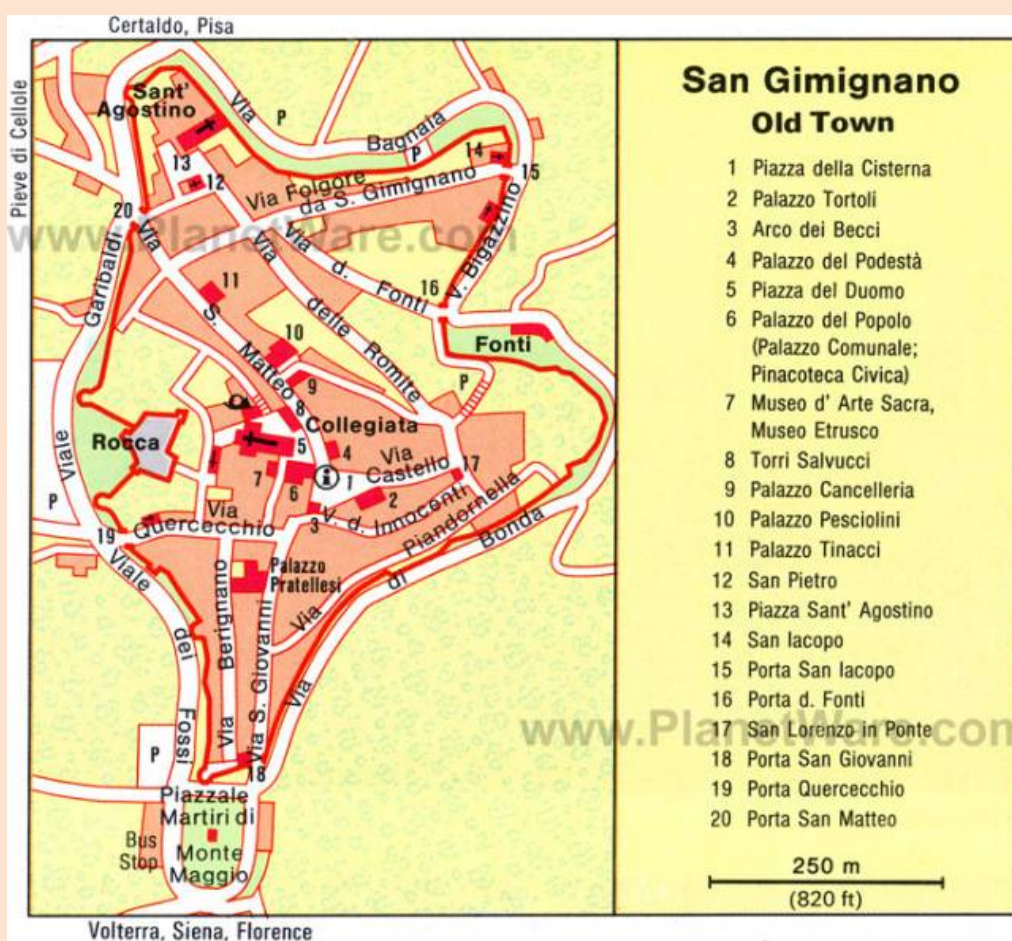 Certaldo, Pisa
Pieve di Cellole
Sant'
Agostino
Via
Bagnaia
P
P
13
12
14
15
Via Folgore
da S. Gimignano
20
www.PlanetWare.com
Via
S.
Matteo
Via
delle
Romite
Via
d.
Fonti
V. Bigazzino
16
Fonti
Viale
Garibaldi
11
10
9
8
P
Rocca
Collegiata
5
4
Via
Castello
17
7
6
i
1
2
3
V. d. Innocenti
Piandornella
Via
Via
Quercecchio
P
19
Viale
dei
Fossi
Palazzo
Pratellesi
Via
Berignano
Via S. Giovanni
Via
di
Bonda
18
P
Piazzale
Martiri di
Monte
Maggio
Bus
Stop
Volterra, Siena, Florence
San Gimignano
Old Town
1 Piazza della Cisterna
2 Palazzo Tortoli
3 Arco dei Becci
4 Palazzo del Podestà
5 Piazza del Duomo
6 Palazzo del Popolo
(Palazzo Comunale;
Pinacoteca Civica)
7 Museo d' Arte Sacra,
Museo Etrusco
8 Torri Salvucci
9 Palazzo Cancelleria
10 Palazzo Pesciolini
11 Palazzo Tinacci
12 San Pietro
13 Piazza Sant' Agostino
14 San Iacopo
15 Porta San Iacopo
16 Porta d. Fonti
www.PlanetWare.com
17 San Lorenzo in Ponte
18 Porta San Giovanni
19 Porta Quercecchio
20 Porta San Matteo
250 m
(820 ft)